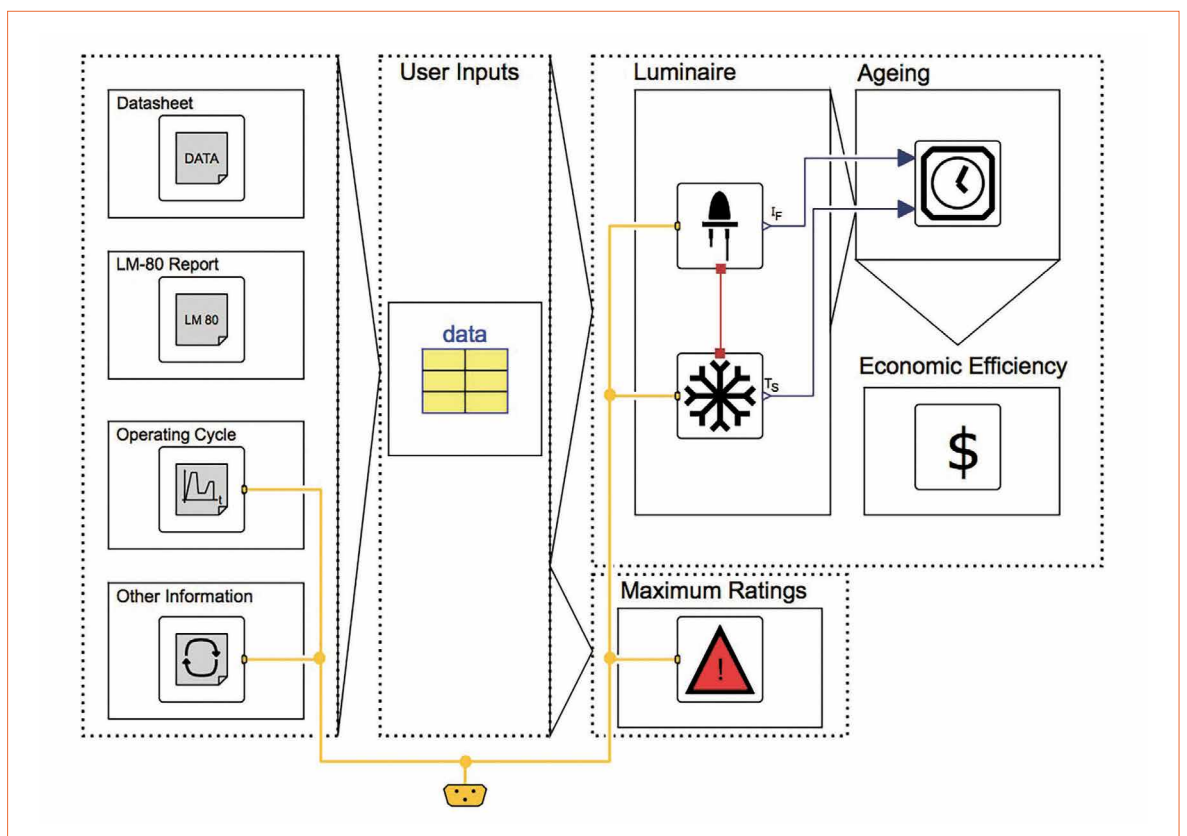 Datasheet
DATA
LM-80 Report
LM 80
Operating Cycle
t
Other Information
User Inputs
data
Luminaire
I_F
T_S
Ageing
Economic Efficiency
$
Maximum Ratings
!